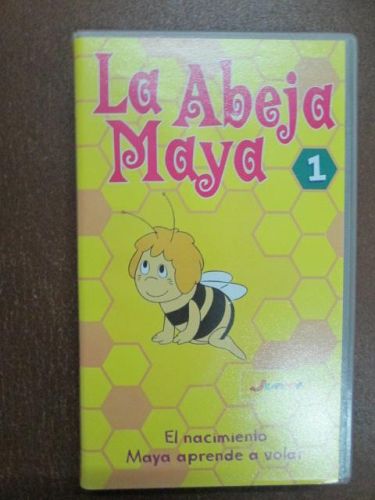 La Abeja
Maya
1
El nacimiento
Maya aprende a volar